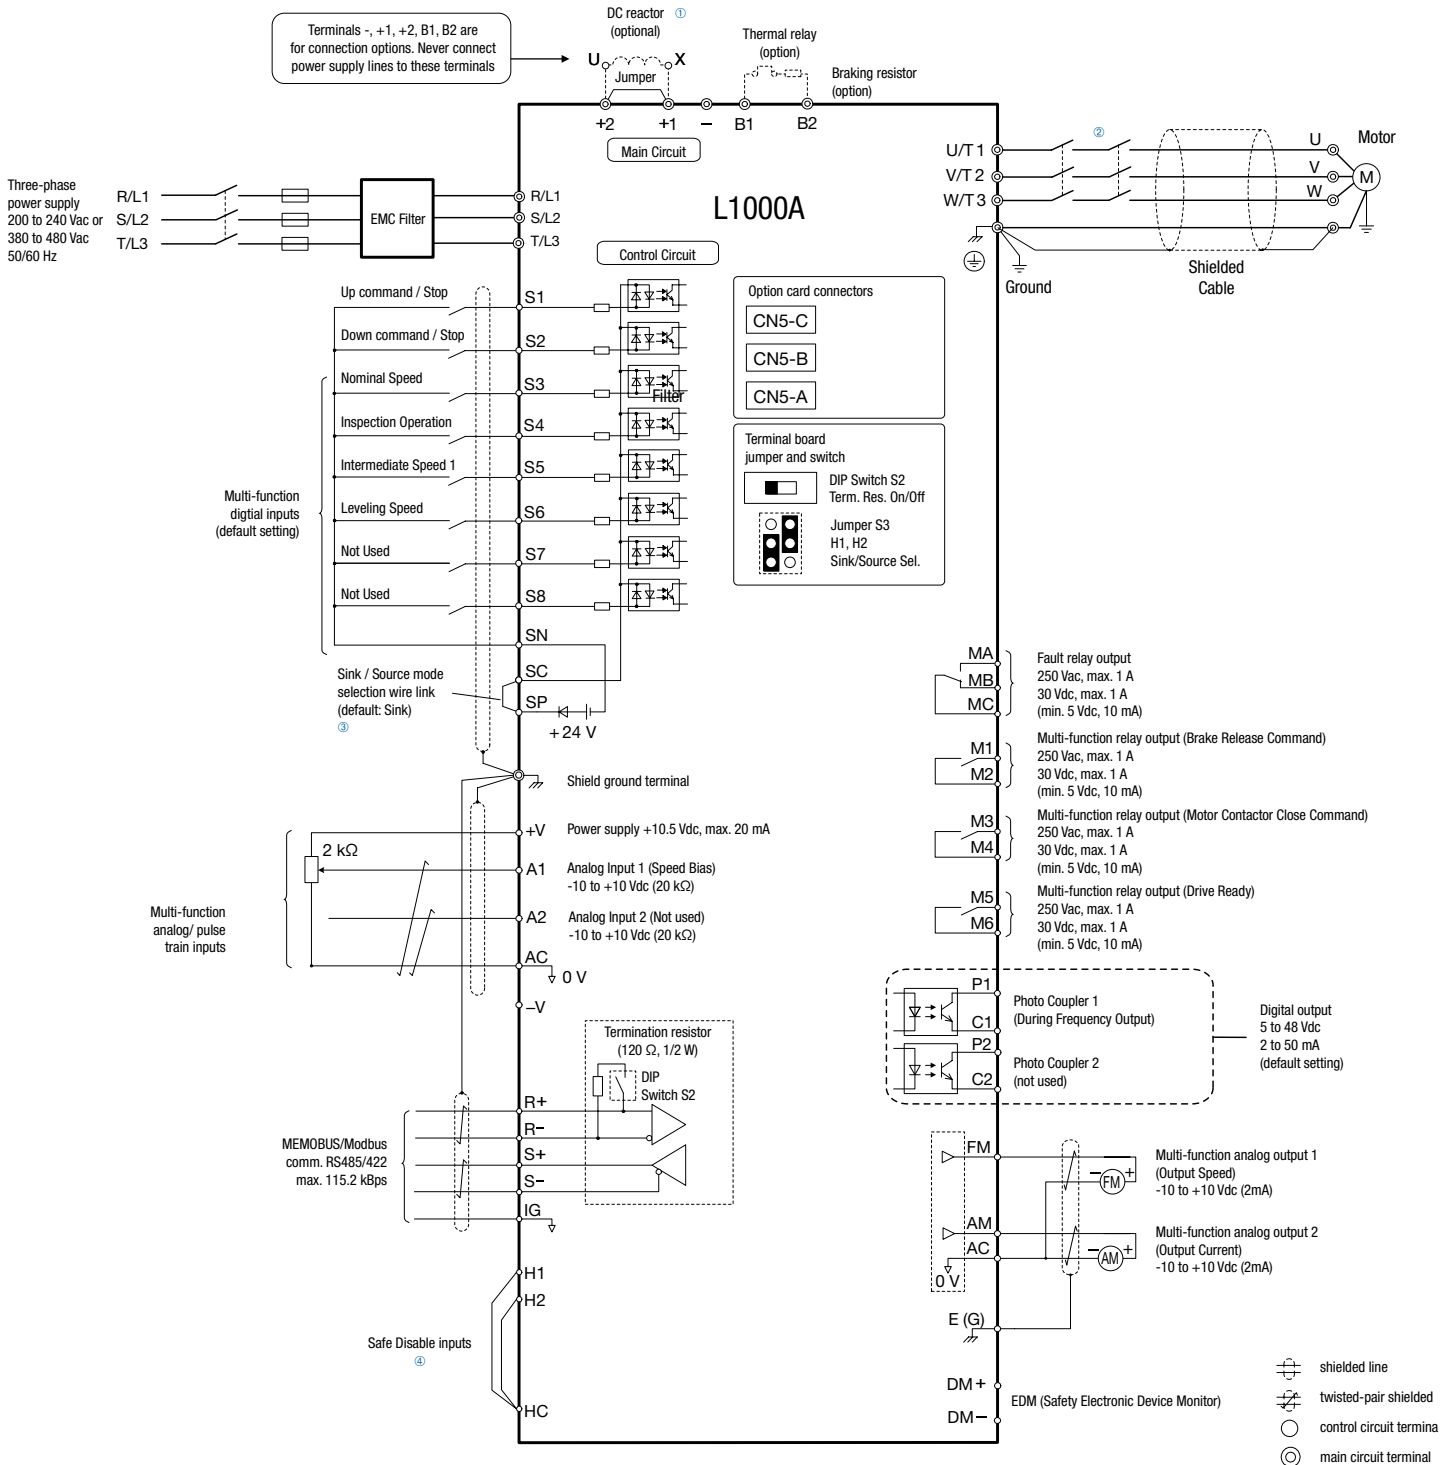 Terminals -, +1, +2, B1, B2 are
for connection options. Never connect
power supply lines to these terminals
DC reactor ①
(optional)
U X
Jumper
Thermal relay
(option)
Braking resistor
(option)
+2 +1 – B1 B2
Main Circuit
Three-phase
power supply
200 to 240 Vac or
380 to 480 Vac
50/60 Hz
R/L1
S/L2
T/L3
EMC Filter
R/L1
S/L2
T/L3
L1000A
U/T1
V/T2
W/T3
②
U
V
W
Motor
M
Ground
Shielded
Cable
Control Circuit
Up command / Stop
S1
Down command / Stop
S2
Nominal Speed
S3
Filter
Inspection Operation
S4
Intermediate Speed 1
S5
Leveling Speed
S6
Not Used
S7
Not Used
S8
Multi-function
digtial inputs
(default setting)
SN
SC
SP
+24 V
Sink / Source mode
selection wire link
(default: Sink)
③
Option card connectors
CN5-C
CN5-B
CN5-A
Terminal board
jumper and switch
DIP Switch S2
Term. Res. On/Off
Jumper S3
H1, H2
Sink/Source Sel.
MA
MB
MC
Fault relay output
250 Vac, max. 1 A
30 Vdc, max. 1 A
(min. 5 Vdc, 10 mA)
M1
M2
Multi-function relay output (Brake Release Command)
250 Vac, max. 1 A
30 Vdc, max. 1 A
(min. 5 Vdc, 10 mA)
M3
M4
Multi-function relay output (Motor Contactor Close Command)
250 Vac, max. 1 A
30 Vdc, max. 1 A
(min. 5 Vdc, 10 mA)
M5
M6
Multi-function relay output (Drive Ready)
250 Vac, max. 1 A
30 Vdc, max. 1 A
(min. 5 Vdc, 10 mA)
Shield ground terminal
+V
Power supply +10.5 Vdc, max. 20 mA
2 kΩ
A1
Analog Input 1 (Speed Bias)
-10 to +10 Vdc (20 kΩ)
A2
Analog Input 2 (Not used)
-10 to +10 Vdc (20 kΩ)
AC
0 V
–V
Multi-function
analog/ pulse
train inputs
P1
C1
Photo Coupler 1
(During Frequency Output)
P2
C2
Photo Coupler 2
(not used)
Digital output
5 to 48 Vdc
2 to 50 mA
(default setting)
Termination resistor
(120 Ω, 1/2 W)
DIP
Switch S2
R+
R–
S+
S–
IG
MEMOBUS/Modbus
comm. RS485/422
max. 115.2 kBps
FM
– +
FM
Multi-function analog output 1
(Output Speed)
-10 to +10 Vdc (2mA)
AM
AC
0 V
– +
AM
Multi-function analog output 2
(Output Current)
-10 to +10 Vdc (2mA)
E (G)
H1
H2
HC
Safe Disable inputs
④
DM+
DM–
EDM (Safety Electronic Device Monitor)
shielded line
twisted-pair shielded
control circuit termina
main circuit terminal